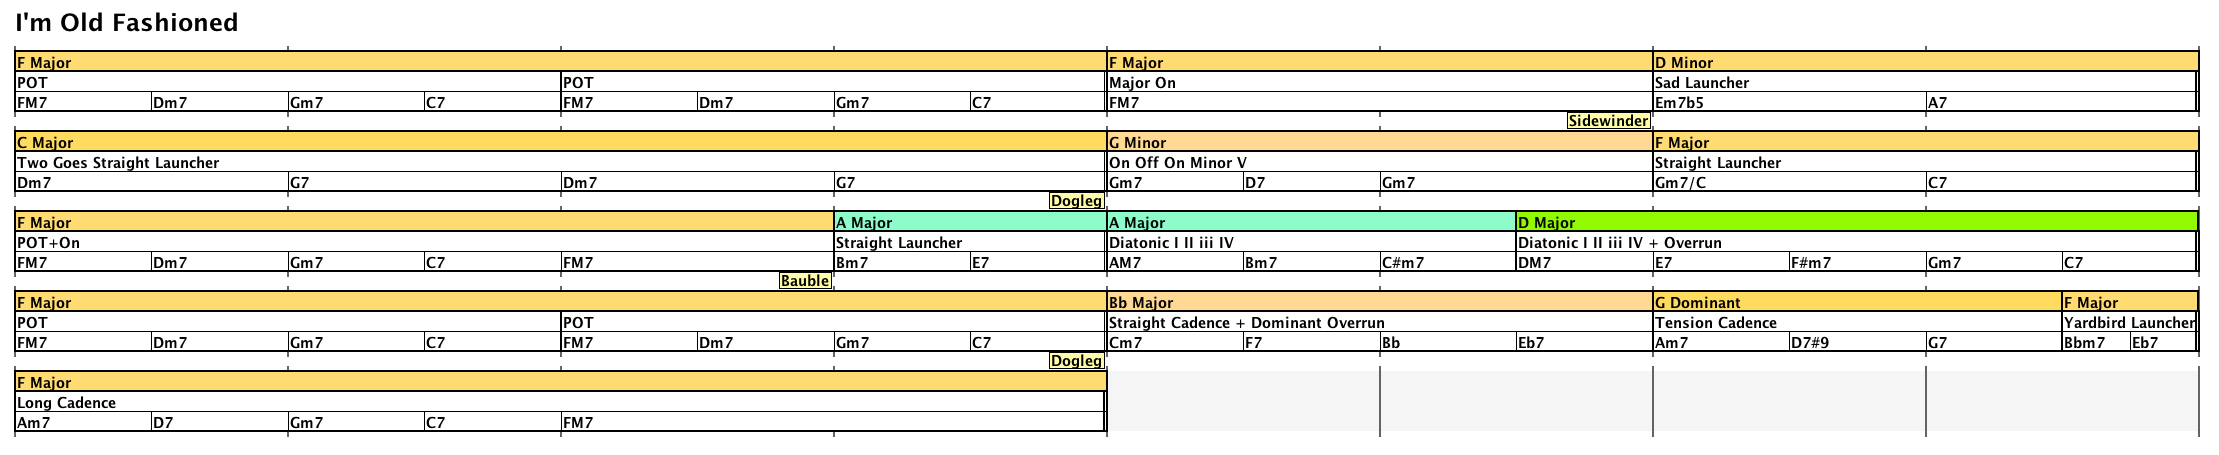 I'm Old Fashioned
F Major F Major D Minor
POT POT Major On Sad Launcher
FM7 Dm7 Gm7 C7 FM7 Dm7 Gm7 C7 FM7 Em7b5 A7
Sidewinder
C Major G Minor F Major
Two Goes Straight Launcher On Off On Minor V Straight Launcher
Dm7 G7 Dm7 G7 Gm7 D7 Gm7 Gm7/C C7
Dogleg
F Major A Major A Major D Major
POT+On Straight Launcher Diatonic I II iii IV Diatonic I II iii IV + Overrun
FM7 Dm7 Gm7 C7 FM7 Bm7 E7 AM7 Bm7 C#m7 DM7 E7 F#m7 Gm7 C7
Bauble
F Major Bb Major G Dominant F Major
POT POT Straight Cadence + Dominant Overrun Tension Cadence Yardbird Launcher
FM7 Dm7 Gm7 C7 FM7 Dm7 Gm7 C7 Cm7 F7 Bb Eb7 Am7 D7#9 G7 Bbm7 Eb7
Dogleg
F Major
Long Cadence
Am7 D7 Gm7 C7 FM7